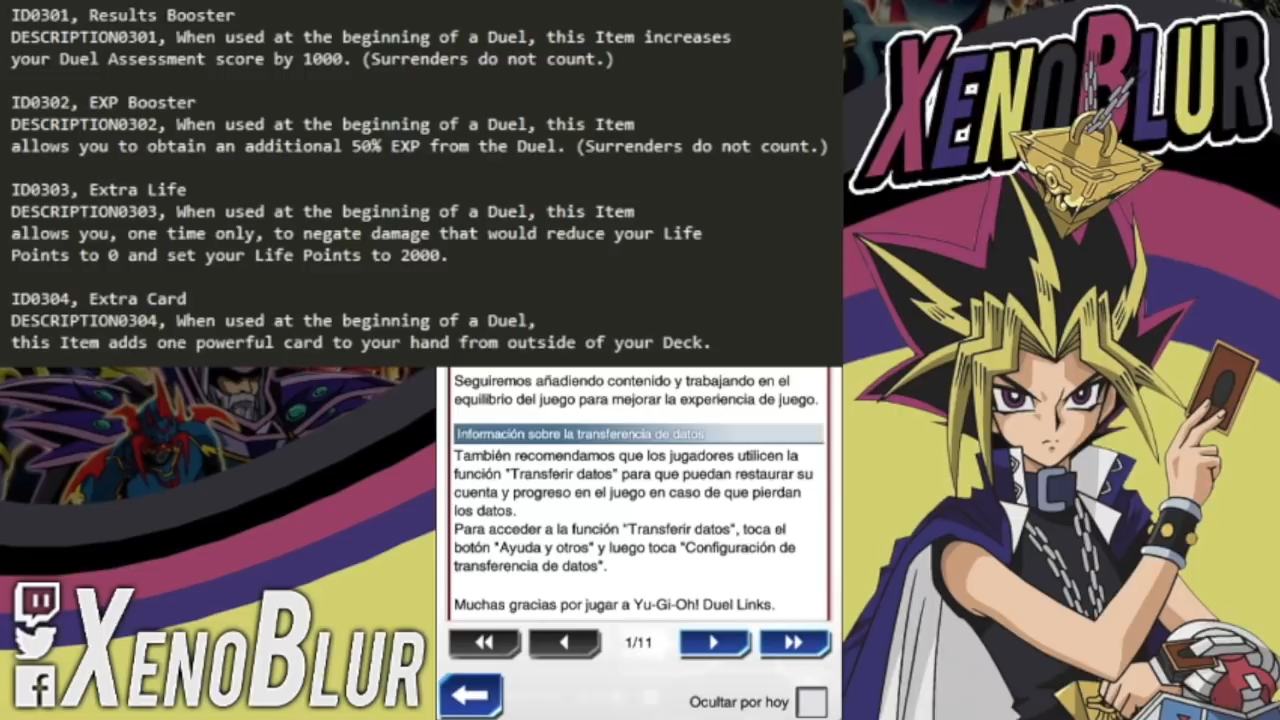 ID0301, Results Booster
DESCRIPTION0301, When used at the beginning of a Duel, this Item increases
your Duel Assessment score by 1000. (Surrenders do not count.)
ID0302, EXP Booster
DESCRIPTION0302, When used at the beginning of a Duel, this Item
allows you to obtain an additional 50% EXP from the Duel. (Surrenders do not count.)
ID0303, Extra Life
DESCRIPTION0303, When used at the beginning of a Duel, this Item
allows you, one time only, to negate damage that would reduce your Life
Points to 0 and set your Life Points to 2000.
ID0304, Extra Card
DESCRIPTION0304, When used at the beginning of a Duel,
this Item adds one powerful card to your hand from outside of your Deck.
Seguiremos añadiendo contenido y trabajando en el
equilibrio del juego para mejorar la experiencia de juego.
Información sobre la transferencia de datos
También recomendamos que los jugadores utilicen la
función "Transferir datos" para que puedan restaurar su
cuenta y progreso en el juego en caso de que pierdan
los datos.
Para acceder a la función "Transferir datos", toca el
botón "Ayuda y otros" y luego toca "Configuración de
transferencia de datos".
Muchas gracias por jugar a Yu-Gi-Oh! Duel Links.
1/11
Ocultar por hoy
XENOBLUR
XENOBLUR